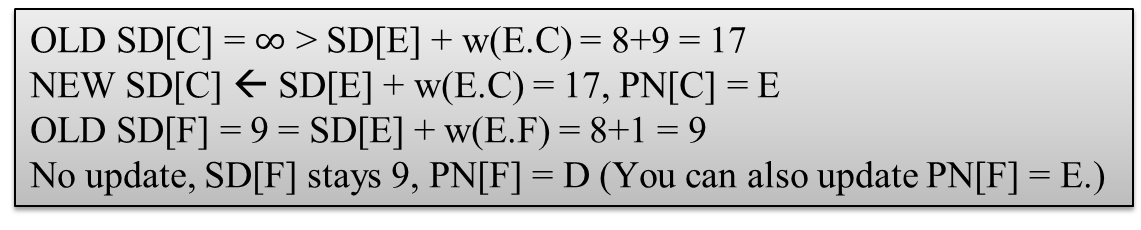 OLD SD[C] = ∞ > SD[E] + w(E.C) = 8+9 = 17
NEW SD[C] ← SD[E] + w(E.C) = 17, PN[C] = E
OLD SD[F] = 9 = SD[E] + w(E.F) = 8+1 = 9
No update, SD[F] stays 9, PN[F] = D (You can also update PN[F] = E.)